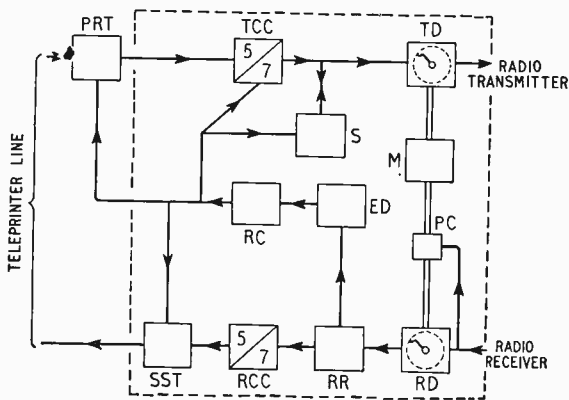 PRT
TCC
TD
5
7
RADIO
TRANSMITTER
S
M
TELEPRINTER LINE
RC
ED
PC
5
7
SST
RCC
RR
RD
RADIO
RECEIVER